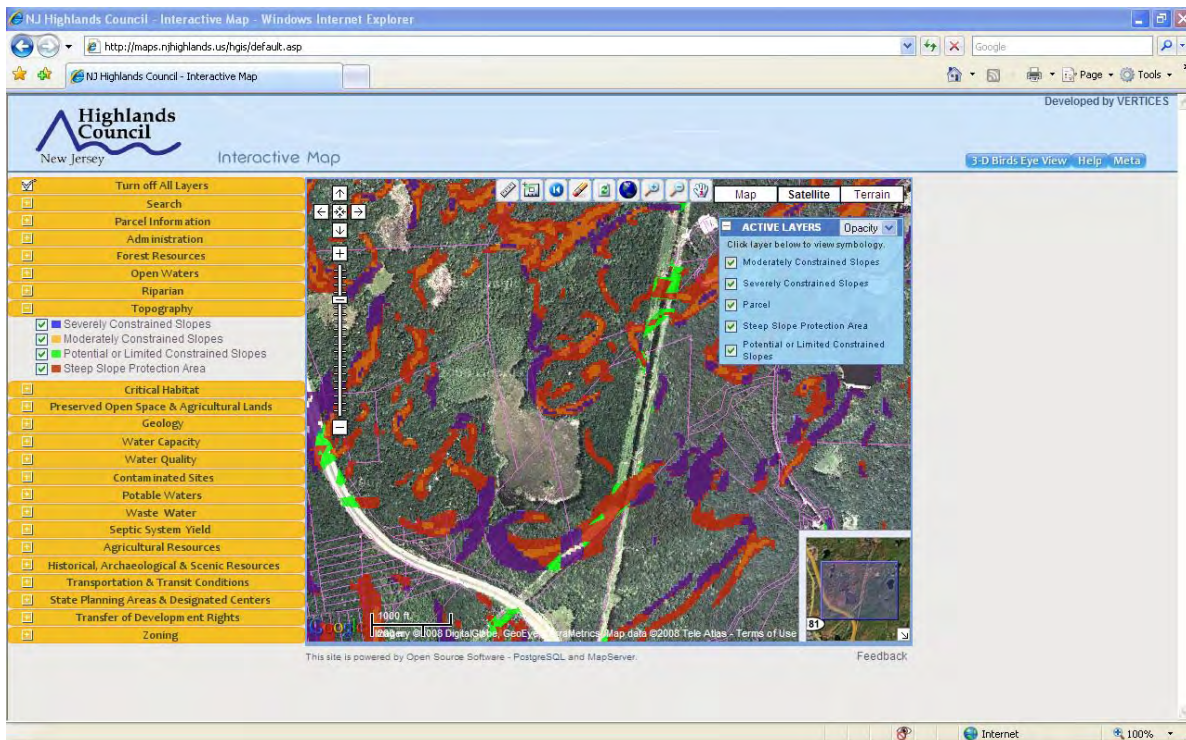 NJ Highlands Council - Interactive Map - Windows Internet Explorer
http://maps.njhighlands.us/hgis/default.asp
Google
NJ Highlands Council - Interactive Map
Page
Tools
Developed by VERTICES
Highlands
Council
New Jersey
Interactive Map
3-D Birds Eye View
Help
Meta
Turn off All Layers
Search
Parcel Information
Administration
Forest Resources
Open Waters
Riparian
Topography
Severely Constrained Slopes
Moderately Constrained Slopes
Potential or Limited Constrained Slopes
Steep Slope Protection Area
Critical Habitat
Preserved Open Space & Agricultural Lands
Geology
Water Capacity
Water Quality
Contaminated Sites
Potable Waters
Waste Water
Septic System Yield
Agricultural Resources
Historical, Archaeological & Scenic Resources
Transportation & Transit Conditions
State Planning Areas & Designated Centers
Transfer of Development Rights
Zoning
Map
Satellite
Terrain
ACTIVE LAYERS
Opacity
Click layer below to view symbology.
Moderately Constrained Slopes
Severely Constrained Slopes
Parcel
Steep Slope Protection Area
Potential or Limited Constrained
Slopes
1000 ft
©2008 DigitalGlobe, GeoEye, Map data ©2008 Tele Atlas - Terms of Use
81
This site is powered by Open Source Software - PostgreSQL and MapServer.
Feedback
Internet
100%